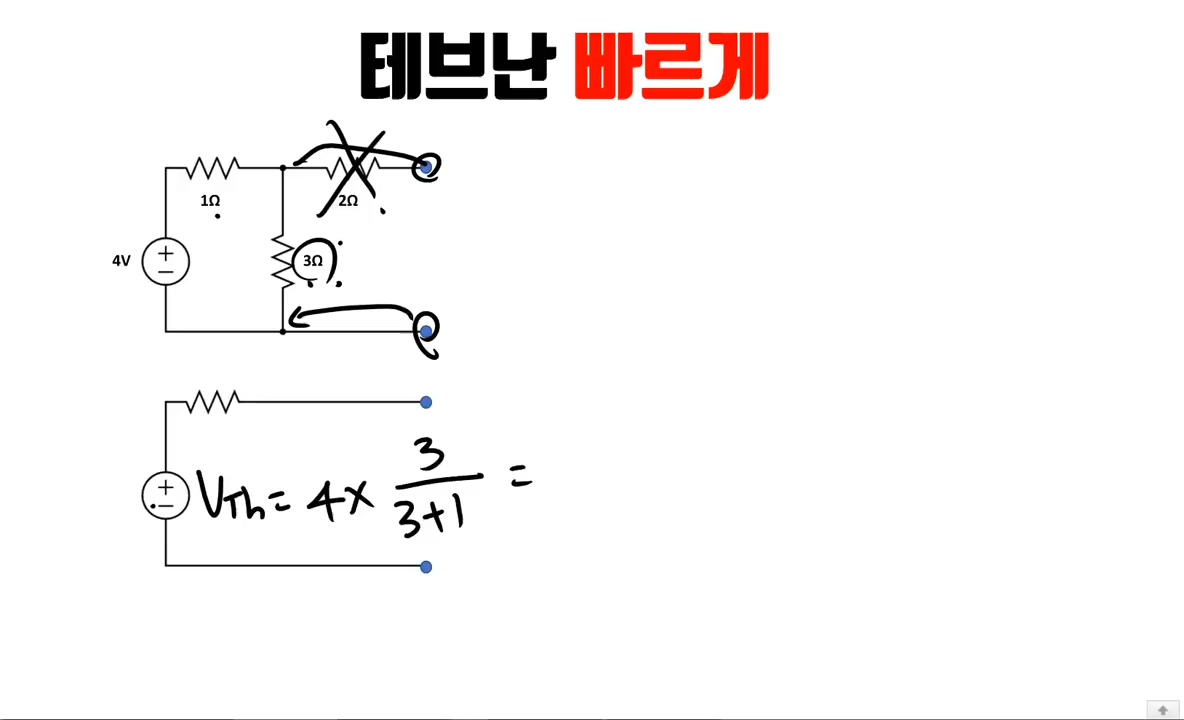 테브난 빠르게
1Ω
2Ω
4V
+
−
3Ω
+
−
VTh = 4 x 3 / 3+1 =